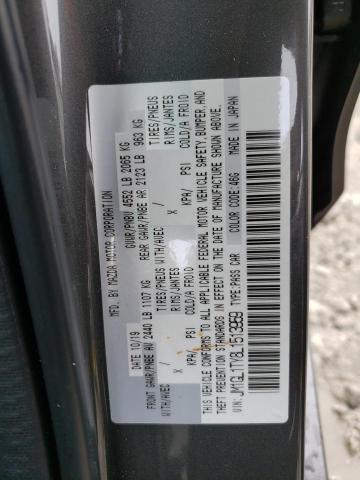 MFD. BY MAZDA MOTOR CORPORATION
DATE: 10/19 GVWR/PNBV 4552 LB 2065 KG
FRONT GAWR/PNBE AV 2440 LB 1107 KG REAR GAWR/PNBE AR 2123 LB 963 KG
WITH/AVEC TIRES/PNEUS WITH/AVEC TIRES/PNEUS
X RIMS/JANTES X RIMS/JANTES
KPA/ PSI COLD/A FROID KPA/ PSI COLD/A FROID
THIS VEHICLE CONFORMS TO ALL APPLICABLE FEDERAL MOTOR VEHICLE SAFETY, BUMPER, AND
THEFT PREVENTION STANDARDS IN EFFECT ON THE DATE OF MANUFACTURE SHOWN ABOVE.
VIN: JM1GL1TY8L1513959 TYPE: PASS CAR COLOR CODE: 46G MADE IN JAPAN